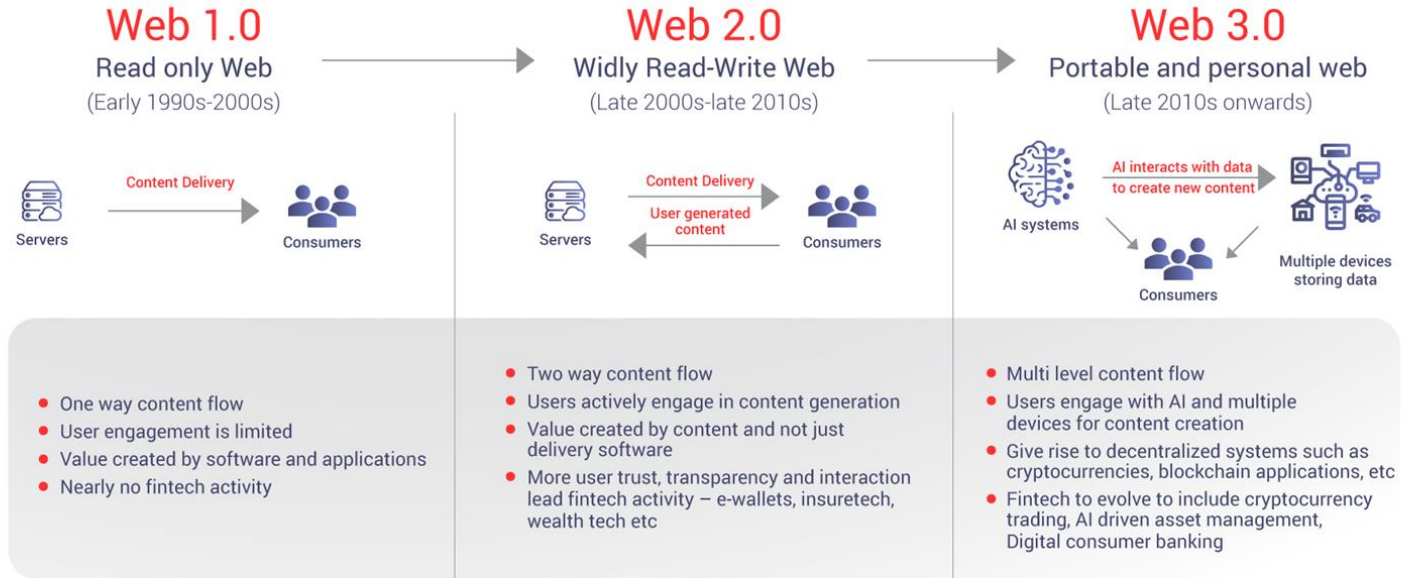 Web 1.0
Read only Web
(Early 1990s-2000s)
Content Delivery
Servers
Consumers
One way content flow
User engagement is limited
Value created by software and applications
Nearly no fintech activity
Web 2.0
Widly Read-Write Web
(Late 2000s-late 2010s)
Content Delivery
User generated
content
Servers
Consumers
Two way content flow
Users actively engage in content generation
Value created by content and not just
delivery software
More user trust, transparency and interaction
lead fintech activity – e-wallets, insuretech,
wealth tech etc
Web 3.0
Portable and personal web
(Late 2010s onwards)
AI interacts with data
to create new content
AI systems
Consumers
Multiple devices
storing data
Multi level content flow
Users engage with AI and multiple
devices for content creation
Give rise to decentralized systems such as
cryptocurrencies, blockchain applications, etc
Fintech to evolve to include cryptocurrency
trading, AI driven asset management,
Digital consumer banking